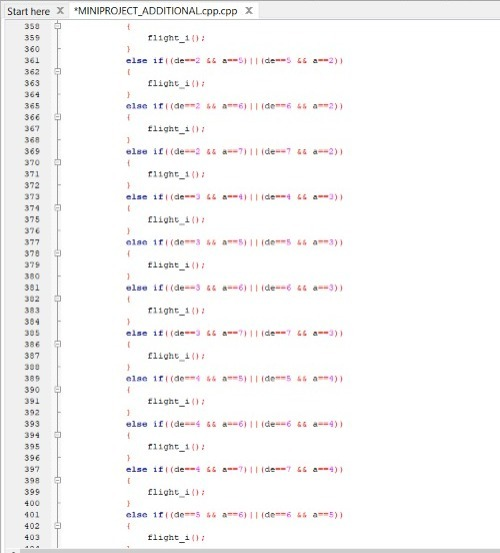 Start here X *MINIPROJECT_ADDITIONAL.cpp.cpp X
358 {
359 flight_i();
360 }
361 else if((de==2 && a==5)||(de==5 && a==2))
362 {
363 flight_i();
364 }
365 else if((de==2 && a==6)||(de==6 && a==2))
366 {
367 flight_i();
368 }
369 else if((de==2 && a==7)||(de==7 && a==2))
370 {
371 flight_i();
372 }
373 else if((de==3 && a==4)||(de==4 && a==3))
374 {
375 flight_i();
376 }
377 else if((de==3 && a==5)||(de==5 && a==3))
378 {
379 flight_i();
380 }
381 else if((de==3 && a==6)||(de==6 && a==3))
382 {
383 flight_i();
384 }
385 else if((de==3 && a==7)||(de==7 && a==3))
386 {
387 flight_i();
388 }
389 else if((de==4 && a==5)||(de==5 && a==4))
390 {
391 flight_i();
392 }
393 else if((de==4 && a==6)||(de==6 && a==4))
394 {
395 flight_i();
396 }
397 else if((de==4 && a==7)||(de==7 && a==4))
398 {
399 flight_i();
400 }
401 else if((de==5 && a==6)||(de==6 && a==5))
402 {
403 flight_i();